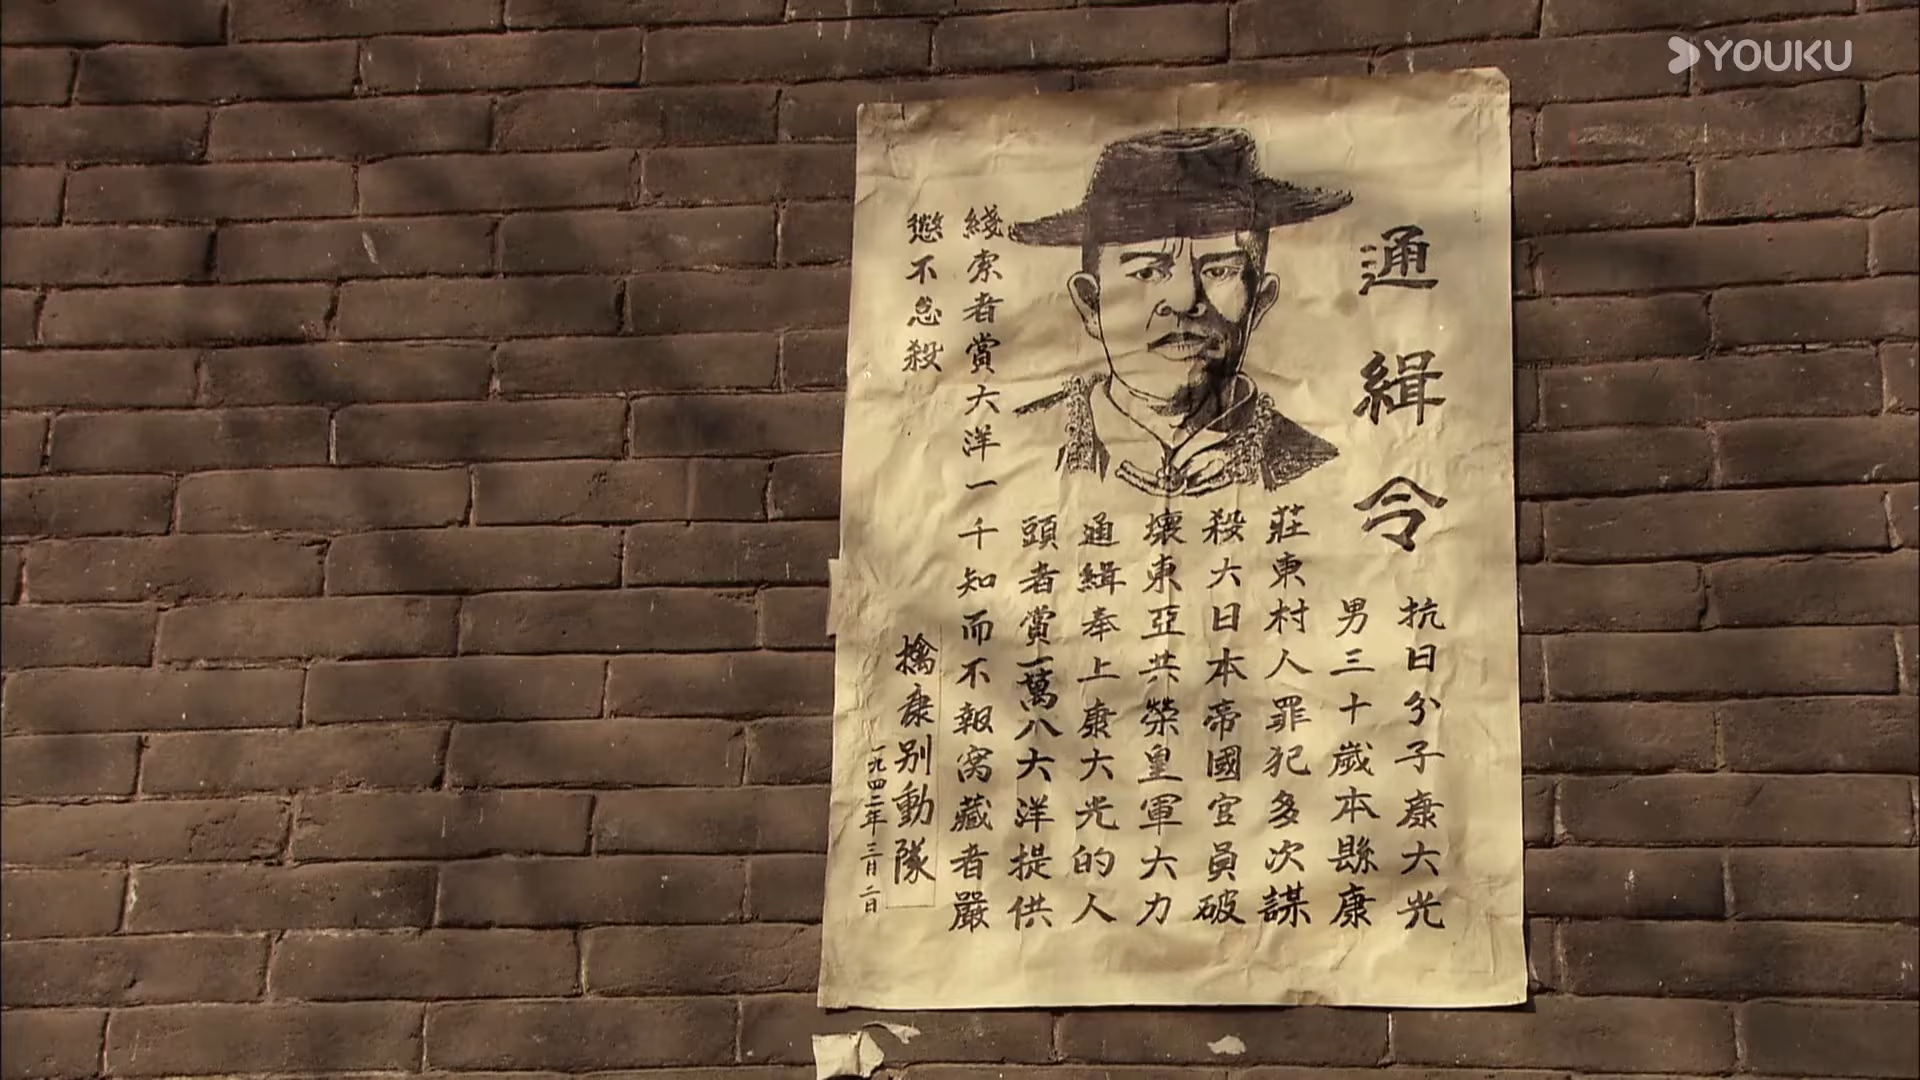 YOUKU
通緝令
抗日分子康大光
男三十歲本縣康
莊東村人罪犯多次謀
殺大日本帝國官員破
壞東亞共榮皇軍大力
通緝奉上康大光的人
頭者賞一萬八大洋提供
綫索者賞大洋一千知而不報窩藏者嚴
懲不怠殺
擒康别動隊
一九四二年三月二日